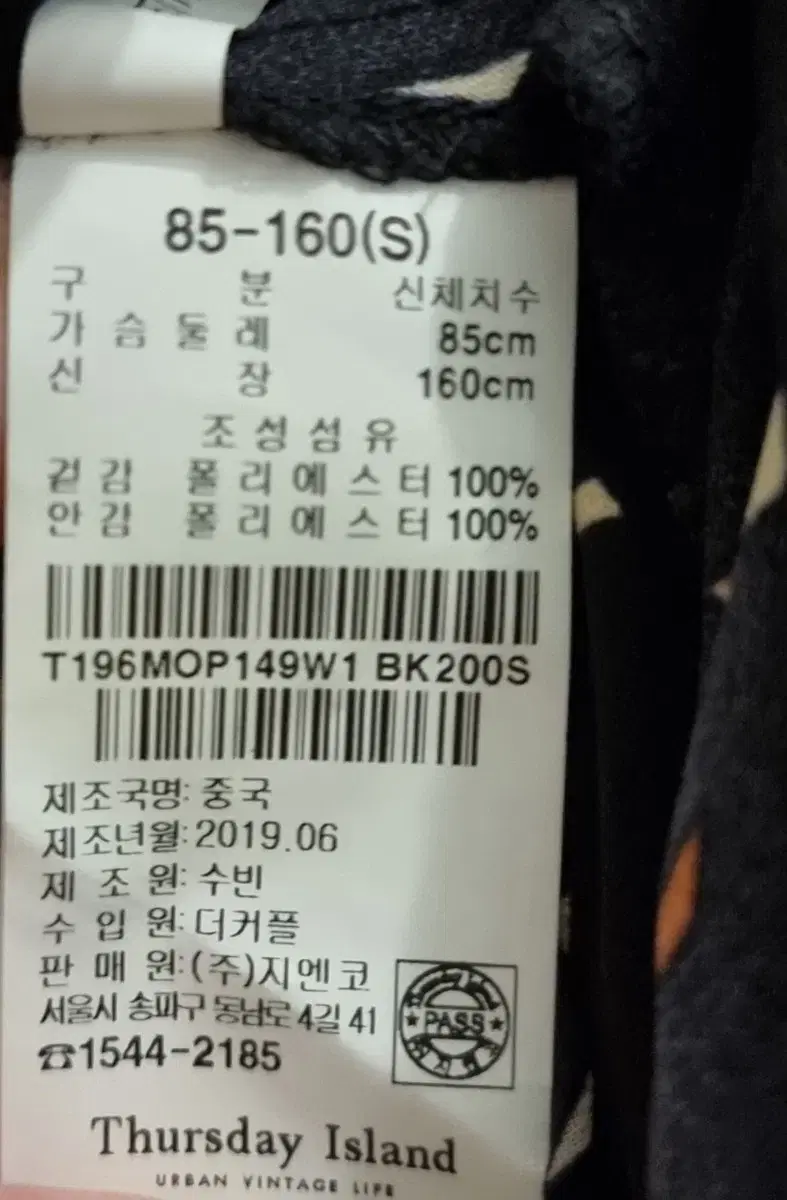 85-160(S)
구 분 신체치수
가 슴 둘 레 85cm
신 장 160cm
조 성 섬 유
겉 감 폴 리 에 스 터 100%
안 감 폴 리 에 스 터 100%
T196MOP149W1 BK200S
제조국명: 중국
제조년월: 2019.06
제 조 원: 수빈
수 입 원: 더커플
판 매 원: (주)지엔코
서울시 송파구 동남로 4길 41
☎1544-2185
★PASS★
Thursday Island
URBAN VINTAGE LIFE